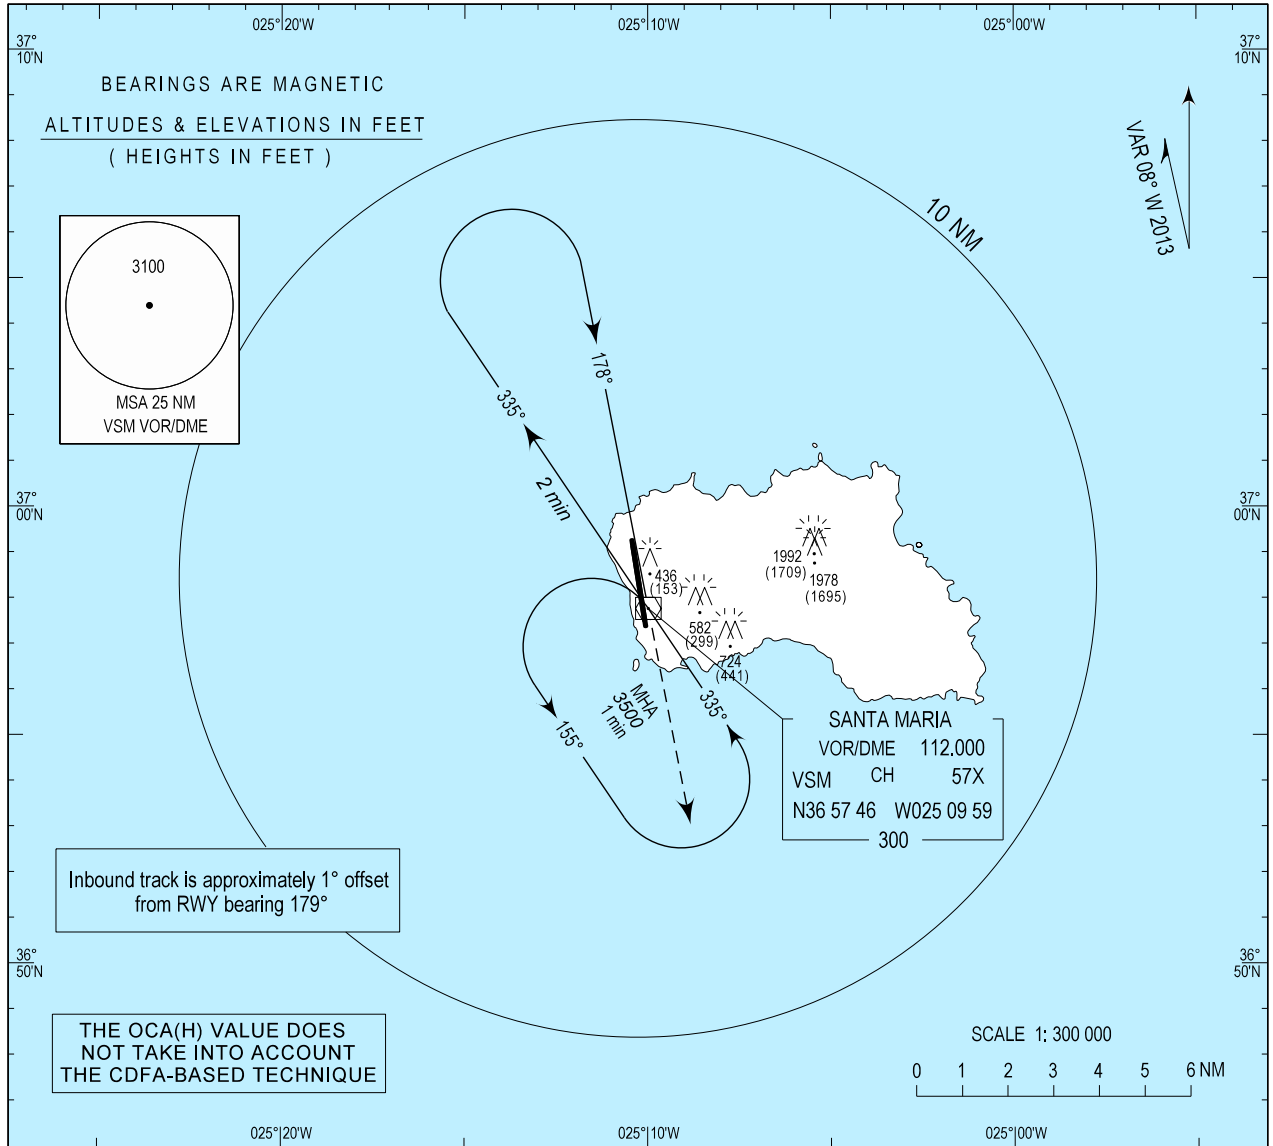 025°20'W
025°10'W
025°00'W
37°
10'N
37°
10'N
BEARINGS ARE MAGNETIC
ALTITUDES & ELEVATIONS IN FEET
( HEIGHTS IN FEET )
VAR 08° W 2013
10 NM
3100
MSA 25 NM
VSM VOR/DME
178°
335°
2 min
37°
00'N
37°
00'N
436
(153)
1992
(1709)
1978
(1695)
582
(299)
724
(441)
MHA
3500
1 min
335°
155°
SANTA MARIA
VOR/DME 112.000
VSM CH 57X
N36 57 46 W025 09 59
300
Inbound track is approximately 1° offset
from RWY bearing 179°
36°
50'N
36°
50'N
THE OCA(H) VALUE DOES
NOT TAKE INTO ACCOUNT
THE CDFA-BASED TECHNIQUE
SCALE 1: 300 000
0 1 2 3 4 5 6 NM
025°20'W
025°10'W
025°00'W